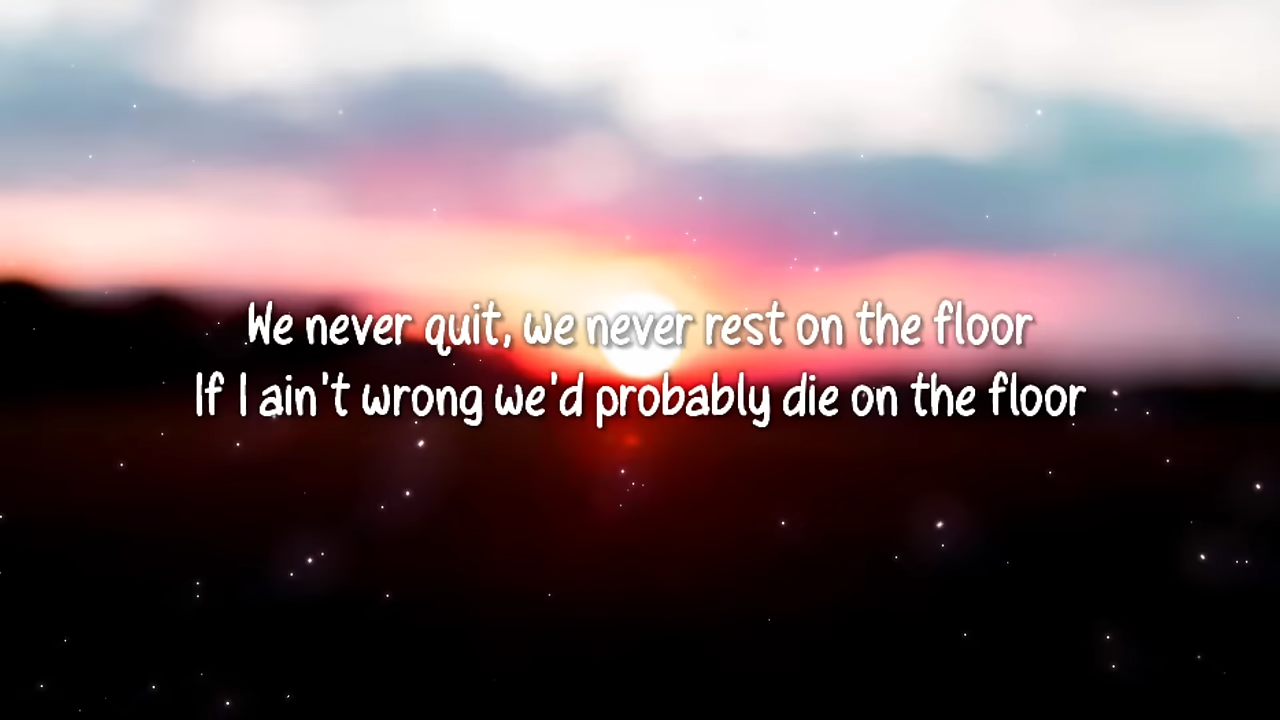 We never quit, we never rest on the floor
If I ain't wrong we'd probably die on the floor